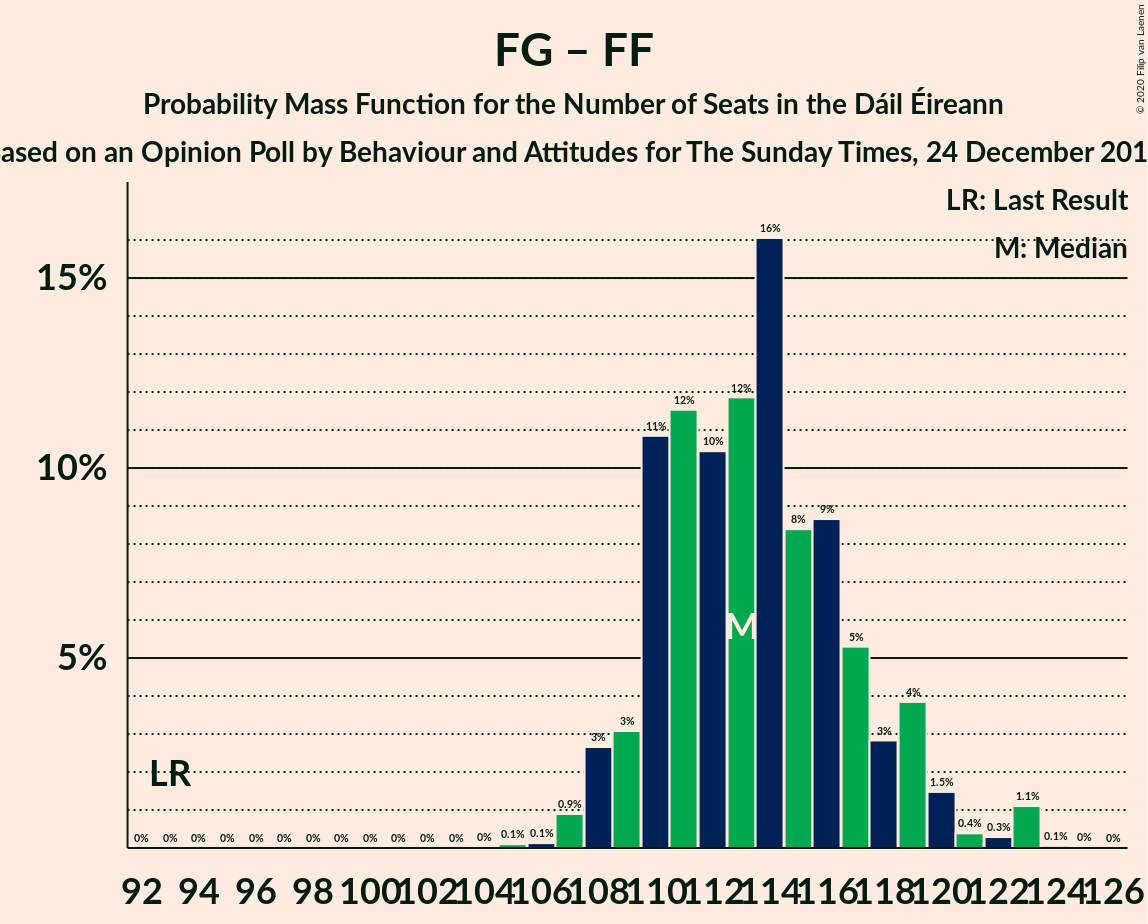 FG – FF
Probability Mass Function for the Number of Seats in the Dáil Éireann
ased on an Opinion Poll by Behaviour and Attitudes for The Sunday Times, 24 December 201
© 2020 Filip van Laenen
LR: Last Result
M: Median
15%
10%
5%
LR
M
0% 0% 0% 0% 0% 0% 0% 0% 0% 0% 0% 0% 0% 0.1% 0.1% 0.9% 3% 3% 11% 12% 10% 12% 16% 8% 9% 5% 3% 4% 1.5% 0.4% 0.3% 1.1% 0.1% 0% 0%
92 94 96 98 100 102 104 106 108 110 112 114 116 118 120 122 124 126